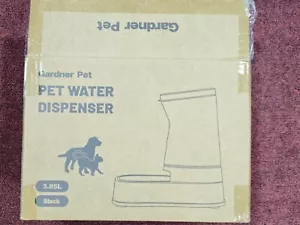 Gardner Pet
Gardner Pet
PET WATER
DISPENSER
3.85L
Black